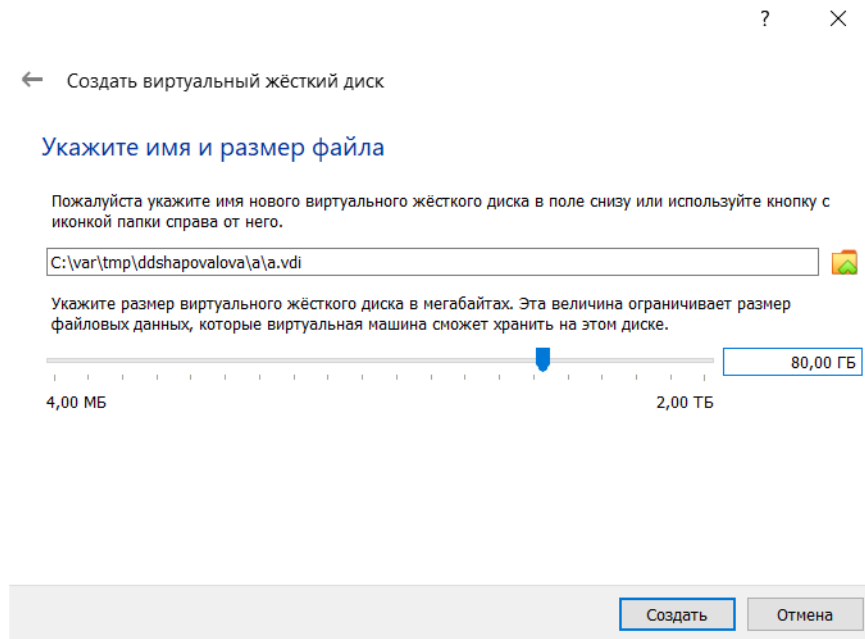 ?
Создать виртуальный жёсткий диск
Укажите имя и размер файла
Пожалуйста укажите имя нового виртуального жёсткого диска в поле снизу или используйте кнопку с
иконкой папки справа от него.
C:\var\tmp\ddshapovalova\a\a.vdi
Укажите размер виртуального жёсткого диска в мегабайтах. Эта величина ограничивает размер
файловых данных, которые виртуальная машина сможет хранить на этом диске.
80,00 ГБ
4,00 МБ 2,00 ТБ
Создать Отмена